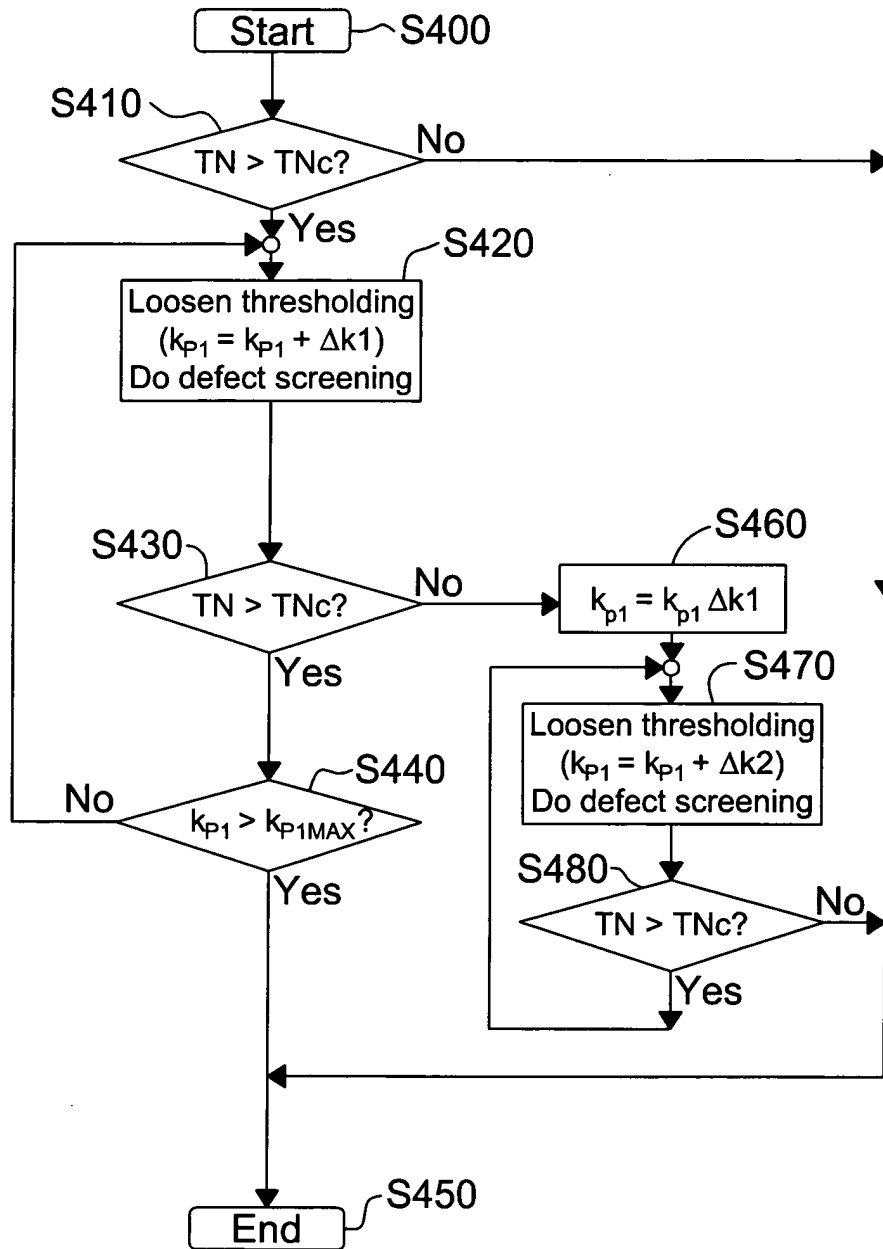 Start
S400
S410
TN > TNc?
No
Yes
S420
Loosen thresholding
(kP1 = kP1 + Δk1)
Do defect screening
S430
TN > TNc?
No
Yes
S460
kp1 = kp1 Δk1
S470
Loosen thresholding
(kP1 = kP1 + Δk2)
Do defect screening
S440
No
kP1 > kP1MAX?
Yes
S480
TN > TNc?
No
Yes
S450
End